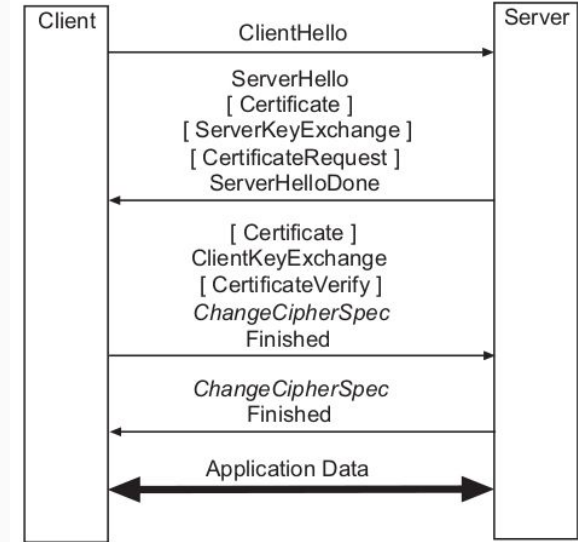 Client
Server
ClientHello
ServerHello
[ Certificate ]
[ ServerKeyExchange ]
[ CertificateRequest ]
ServerHelloDone
[ Certificate ]
ClientKeyExchange
[ CertificateVerify ]
ChangeCipherSpec
Finished
ChangeCipherSpec
Finished
Application Data